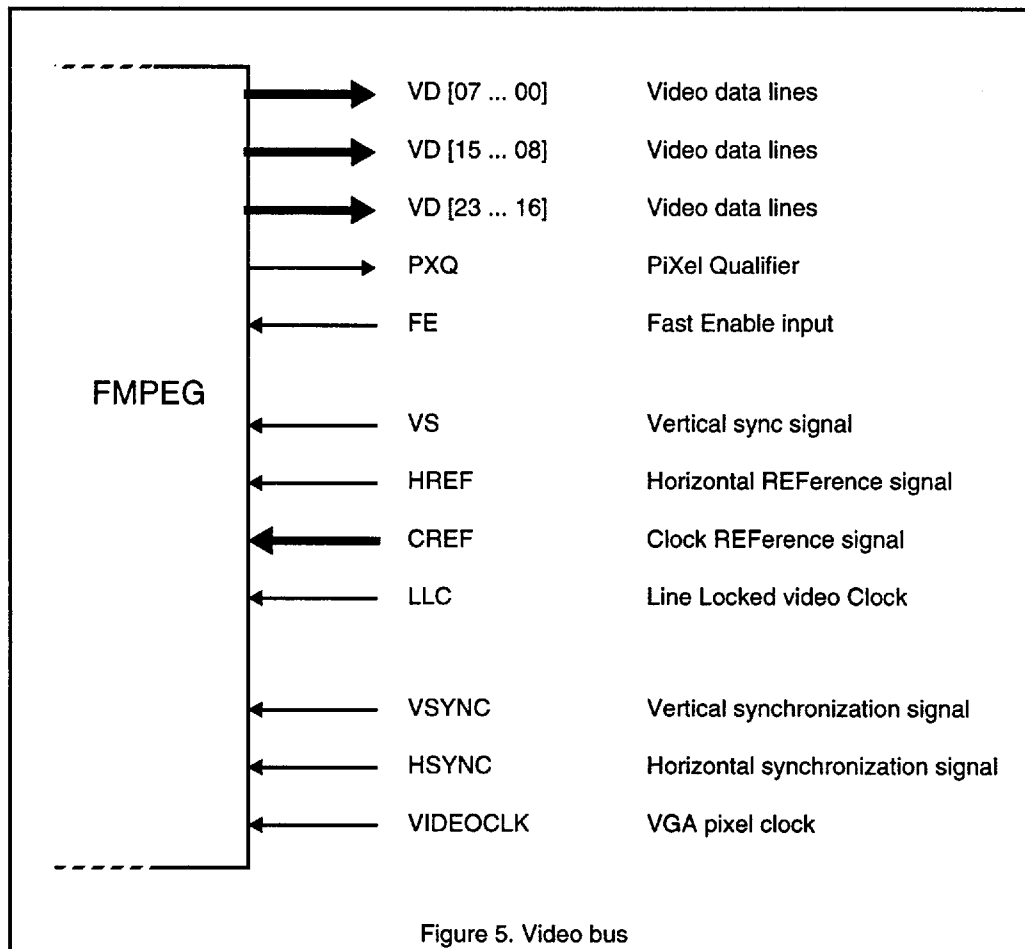 VD [07 ... 00] Video data lines
VD [15 ... 08] Video data lines
VD [23 ... 16] Video data lines
PXQ PiXel Qualifier
FE Fast Enable input
FMPEG
VS Vertical sync signal
HREF Horizontal REFerence signal
CREF Clock REFerence signal
LLC Line Locked video Clock
VSYNC Vertical synchronization signal
HSYNC Horizontal synchronization signal
VIDEOCLK VGA pixel clock
Figure 5. Video bus